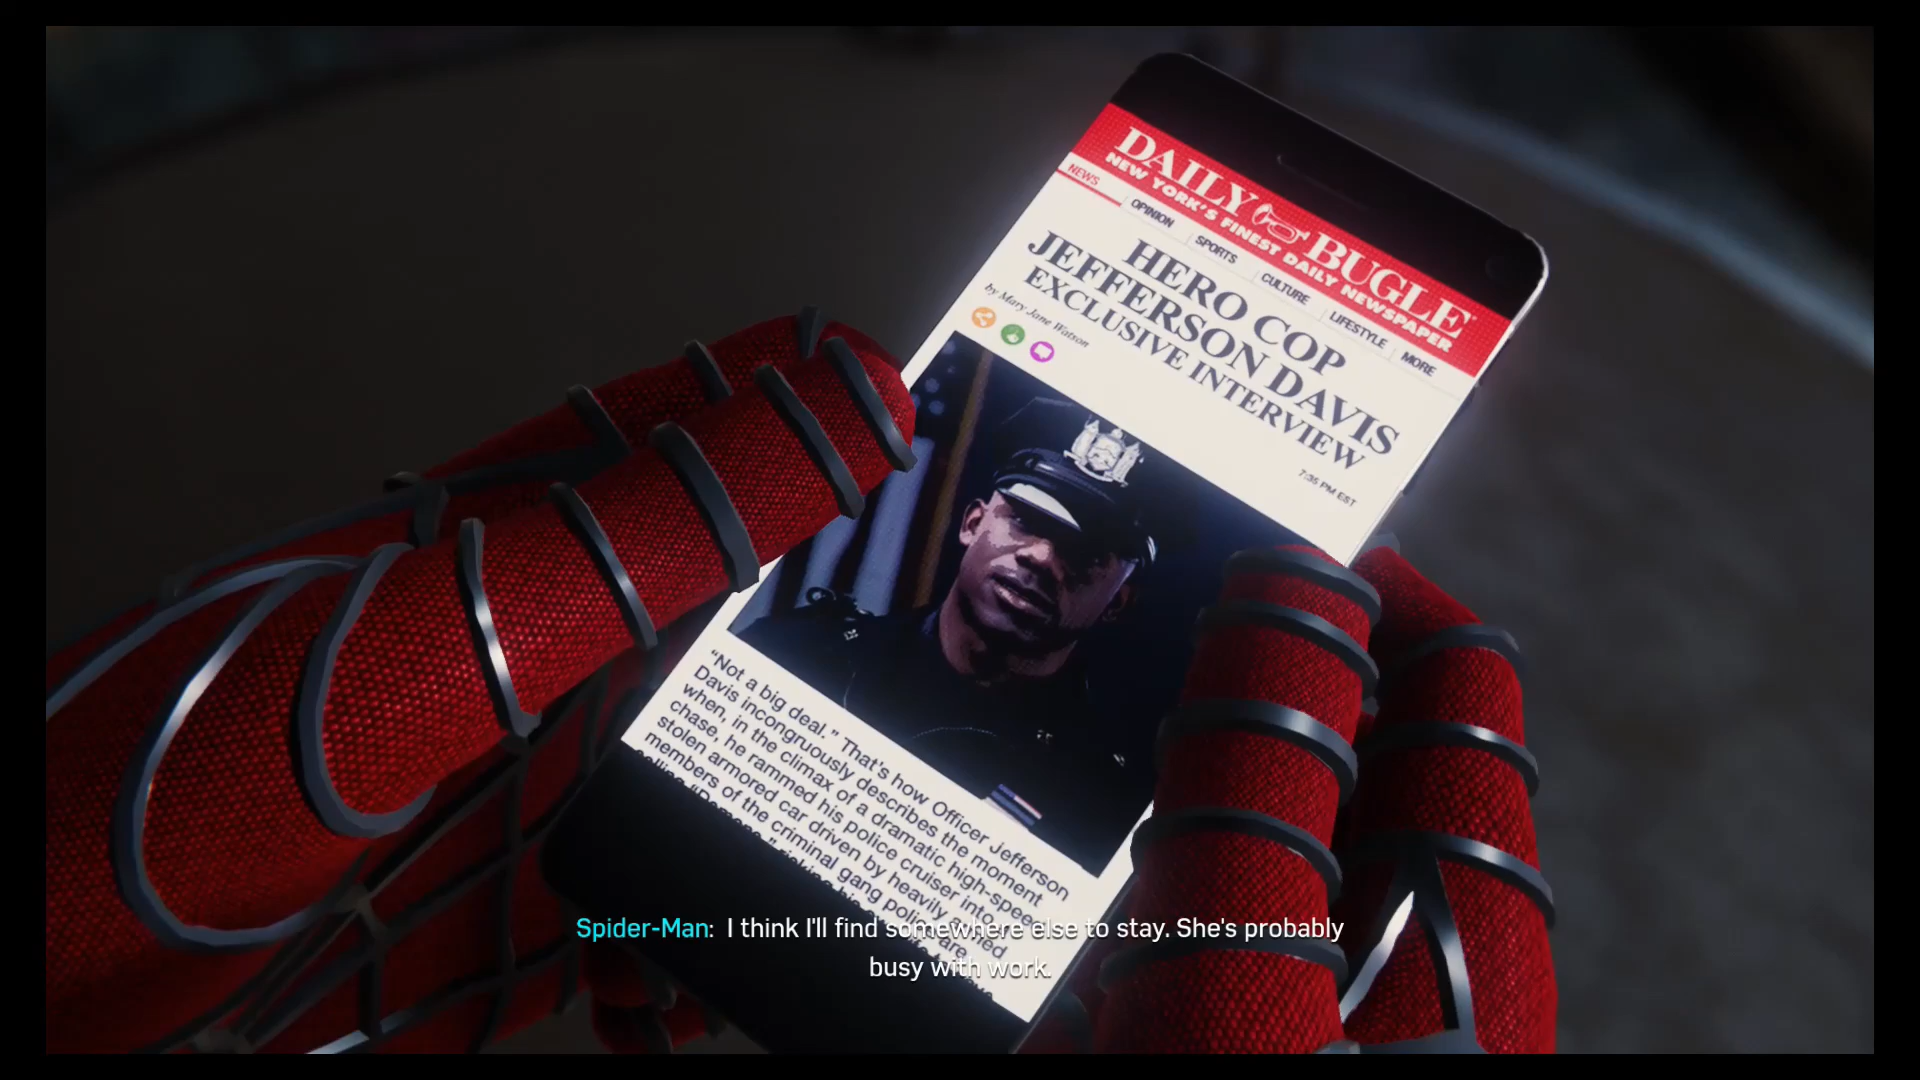 DAILY BUGLE
NEW YORK'S FINEST DAILY NEWSPAPER
NEWS
OPINION
SPORTS
CULTURE
LIFESTYLE
MORE
HERO COP
JEFFERSON DAVIS
EXCLUSIVE INTERVIEW
by Mary Jane Watson
7:35 PM EST
“Not a big deal.” That's how Officer Jefferson
Davis incongruously describes the moment
when, in the climax of a dramatic high-speed
chase, he rammed his police cruiser into a
stolen armored car driven by heavily armed
members of the criminal gang police are
Spider-Man: I think I'll find somewhere else to stay. She's probably
busy with work.